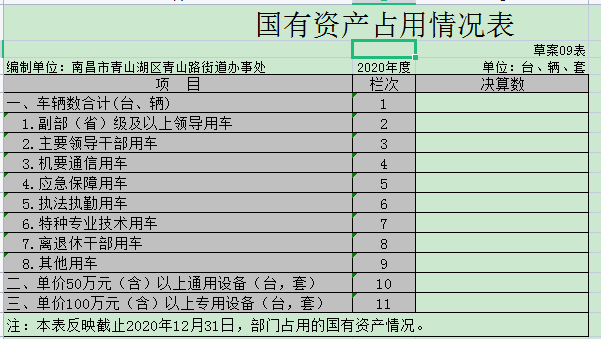 国有资产占用情况表
草案09表
编制单位：南昌市青山湖区青山路街道办事处 2020年度 单位：台、辆、套
项 目 栏次 决算数
一、车辆数合计(台、辆) 1
1.副部（省）级及以上领导用车 2
2.主要领导干部用车 3
3.机要通信用车 4
4.应急保障用车 5
5.执法执勤用车 6
6.特种专业技术用车 7
7.离退休干部用车 8
8.其他用车 9
二、单价50万元（含）以上通用设备（台，套） 10
三、单价100万元（含）以上专用设备（台，套） 11
注：本表反映截止2020年12月31日，部门占用的国有资产情况。